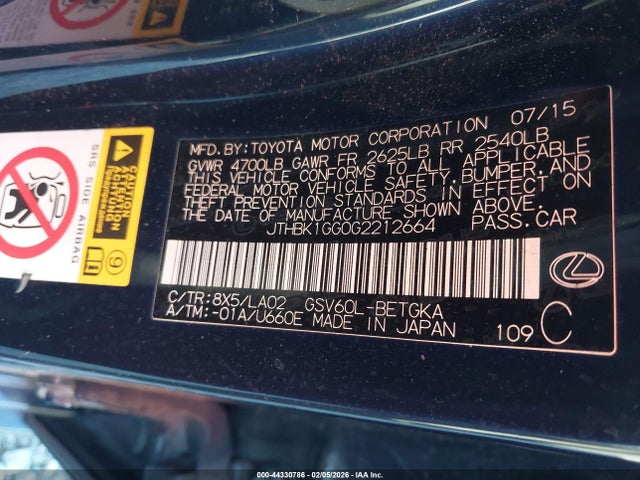 MFD. BY: TOYOTA MOTOR CORPORATION 07/15
GVWR 4700LB GAWR FR 2625LB RR 2540LB
THIS VEHICLE CONFORMS TO ALL APPLICABLE
FEDERAL MOTOR VEHICLE SAFETY, BUMPER, AND
THEFT PREVENTION STANDARDS IN EFFECT ON
THE DATE OF MANUFACTURE SHOWN ABOVE.
JTHBK1GG0G2212664 PASS.CAR
C/TR: 8X5/LA02 GSV60L-BETGKA
A/TM: -01A/U660E MADE IN JAPAN
109 C
SRS SIDE AIRBAG
CAUTION
9
000-44330786 - 02/05/2026 - IAA Inc.